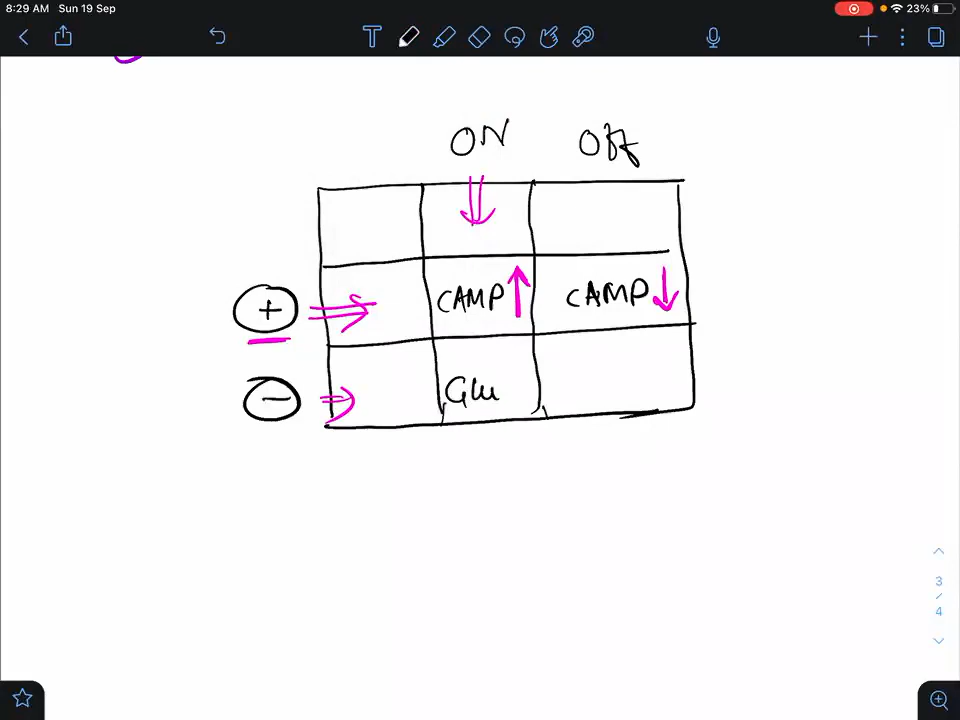 8:29 AM Sun 19 Sep 23%
T
ON Off
+ CAMP CAMP
- Glu
3
/
4